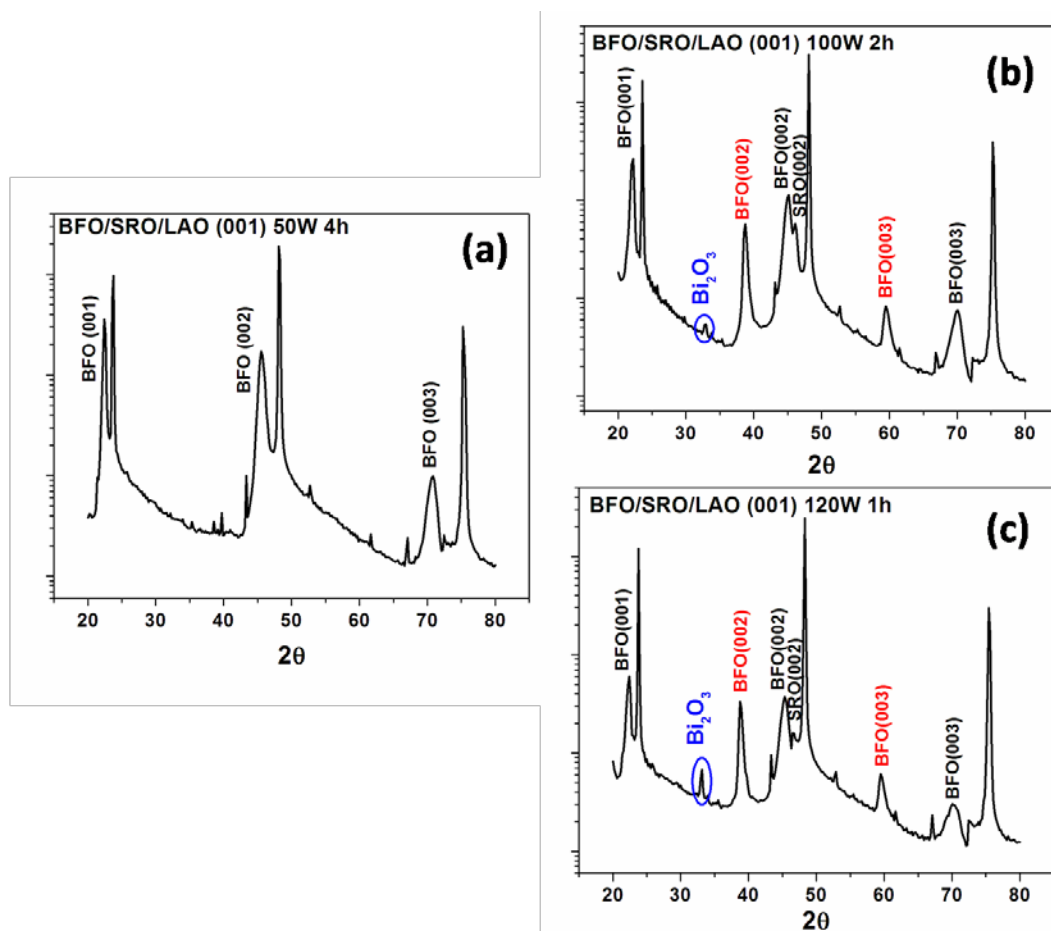 BFO/SRO/LAO (001) 50W 4h
(a)
BFO (001)
BFO (002)
BFO (003)
20 30 40 50 60 70 80
2θ
BFO/SRO/LAO (001) 100W 2h
(b)
BFO(001)
Bi2O3
BFO(002)
BFO(002)
SRO(002)
BFO(003)
BFO(003)
20 30 40 50 60 70 80
2θ
BFO/SRO/LAO (001) 120W 1h
(c)
BFO(001)
Bi2O3
BFO(002)
BFO(002)
SRO(002)
BFO(003)
BFO(003)
20 30 40 50 60 70 80
2θ